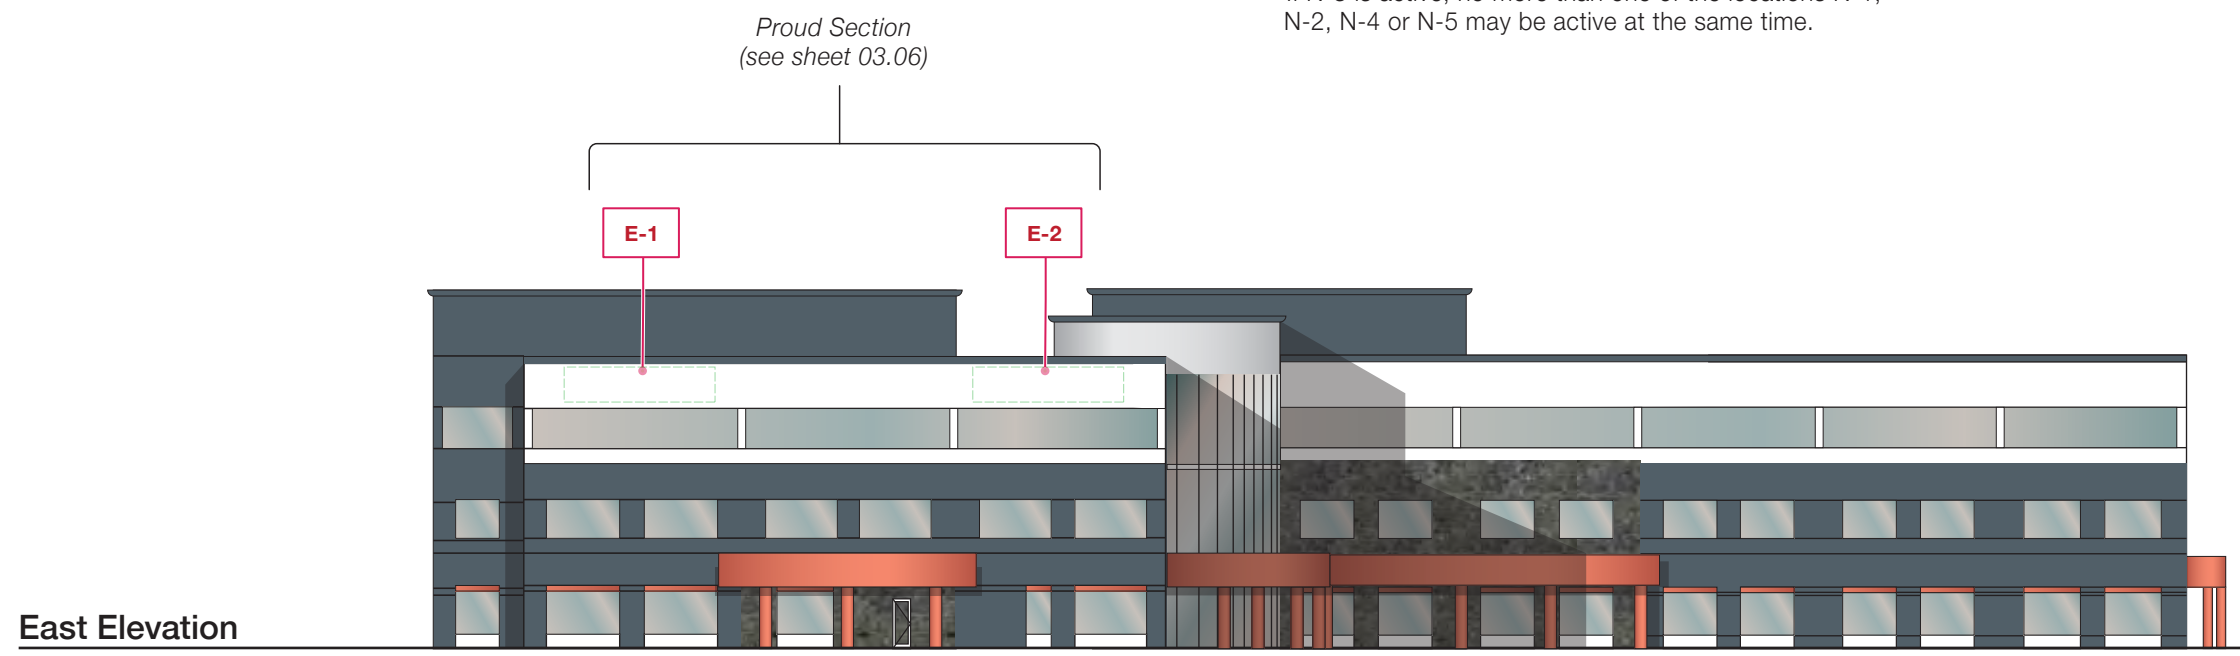 N-2, N-4 or N-5 may be active at the same time.
Proud Section
(see sheet 03.06)
E-1
E-2
East Elevation